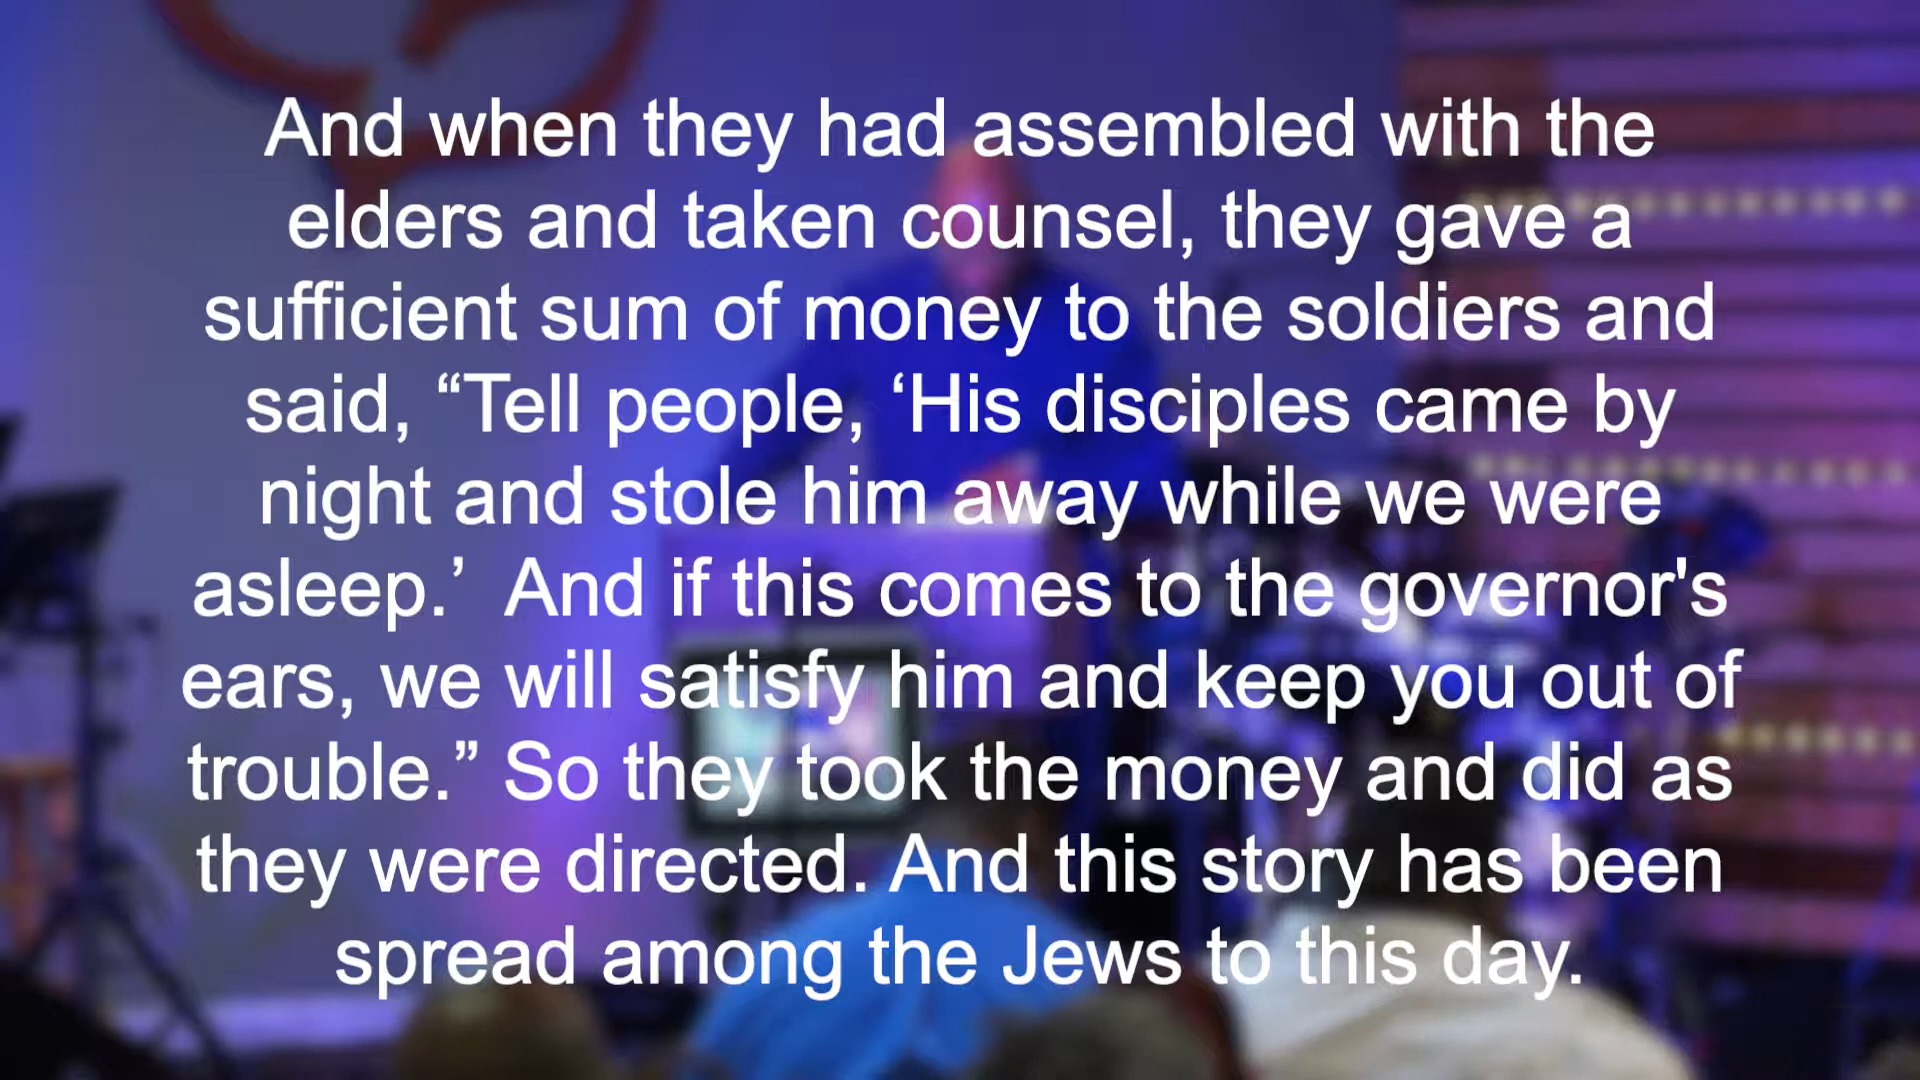 And when they had assembled with the
elders and taken counsel, they gave a
sufficient sum of money to the soldiers and
said, “Tell people, ‘His disciples came by
night and stole him away while we were
asleep.’  And if this comes to the governor's
ears, we will satisfy him and keep you out of
trouble.” So they took the money and did as
they were directed. And this story has been
spread among the Jews to this day.